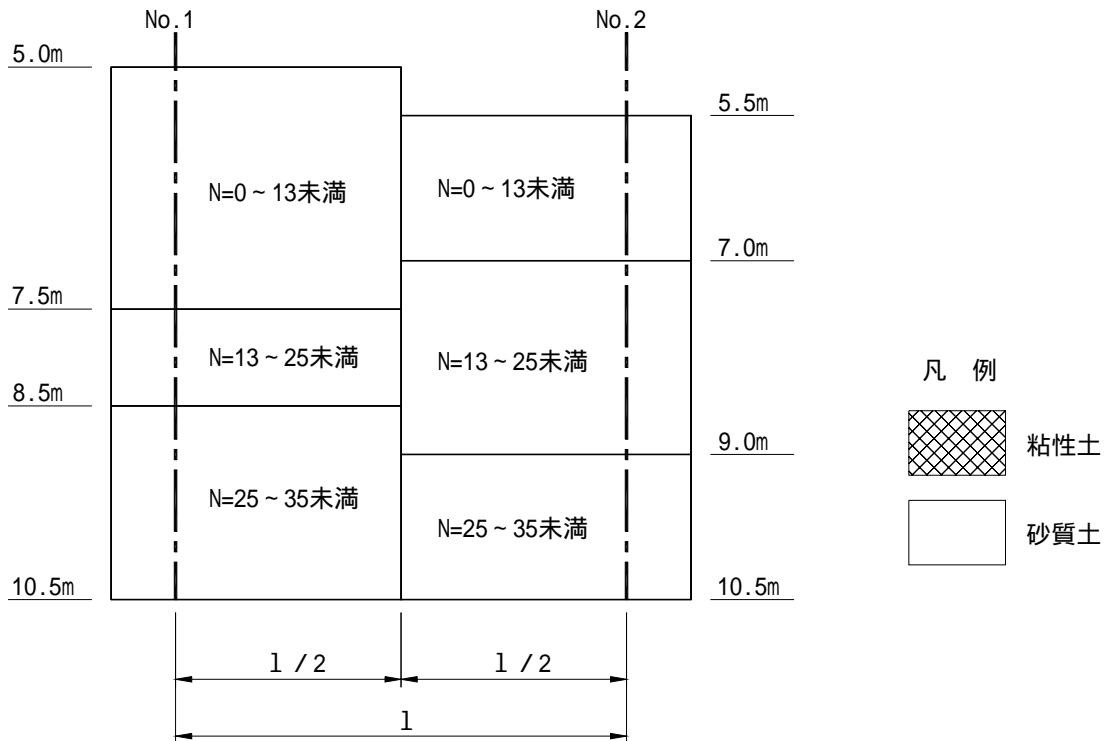 No.1
No.2
5.0m
5.5m
N=0～13未満
N=0～13未満
7.0m
7.5m
N=13～25未満
N=13～25未満
凡　例
8.5m
粘性土
9.0m
N=25～35未満
N=25～35未満
砂質土
10.5m
10.5m
l /2
l /2
l